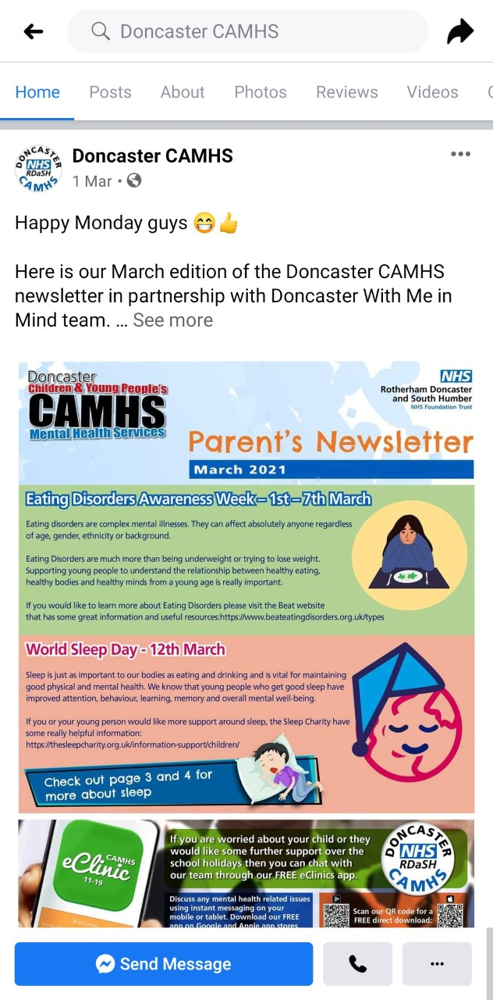 Doncaster CAMHS
Home Posts About Photos Reviews Videos
DONCASTER
NHS
RDaSH
CAMHS
Doncaster CAMHS
1 Mar
Happy Monday guys 😁👍
Here is our March edition of the Doncaster CAMHS
newsletter in partnership with Doncaster With Me in
Mind team. ... See more
Doncaster
Children & Young People's
CAMHS
Mental Health Services
NHS
Rotherham Doncaster
and South Humber
NHS Foundation Trust
Parent's Newsletter
March 2021
Eating Disorders Awareness Week – 1st – 7th March
Eating disorders are complex mental illnesses. They can affect absolutely anyone regardless
of age, gender, ethnicity or background.
Eating Disorders are much more than being underweight or trying to lose weight.
Supporting young people to understand the relationship between healthy eating,
healthy bodies and healthy minds from a young age is really important.
If you would like to learn more about Eating Disorders please visit the Beat website
that has some great information and useful resources:https://www.beateatingdisorders.org.uk/types
World Sleep Day - 12th March
Sleep is just as important to our bodies as eating and drinking and is vital for maintaining
good physical and mental health. We know that young people who get good sleep have
improved attention, behaviour, learning, memory and overall mental well-being.
If you or your young person would like more support around sleep, the Sleep Charity have
some really helpful information:
https://thesleepcharity.org.uk/information-support/children/
Check out page 3 and 4 for
more about sleep
CAMHS
eClinic
11-19
Welcome
If you are worried about your child or they
would like some further support over the
school holidays then you can chat with
our team through our FREE eClinics app.
DONCASTER
NHS
RDaSH
CAMHS
Discuss any mental health related issues
using instant messaging on your
mobile or tablet. Download our FREE
app on Google and Apple app stores
Scan our QR code for a
FREE direct download:
Send Message